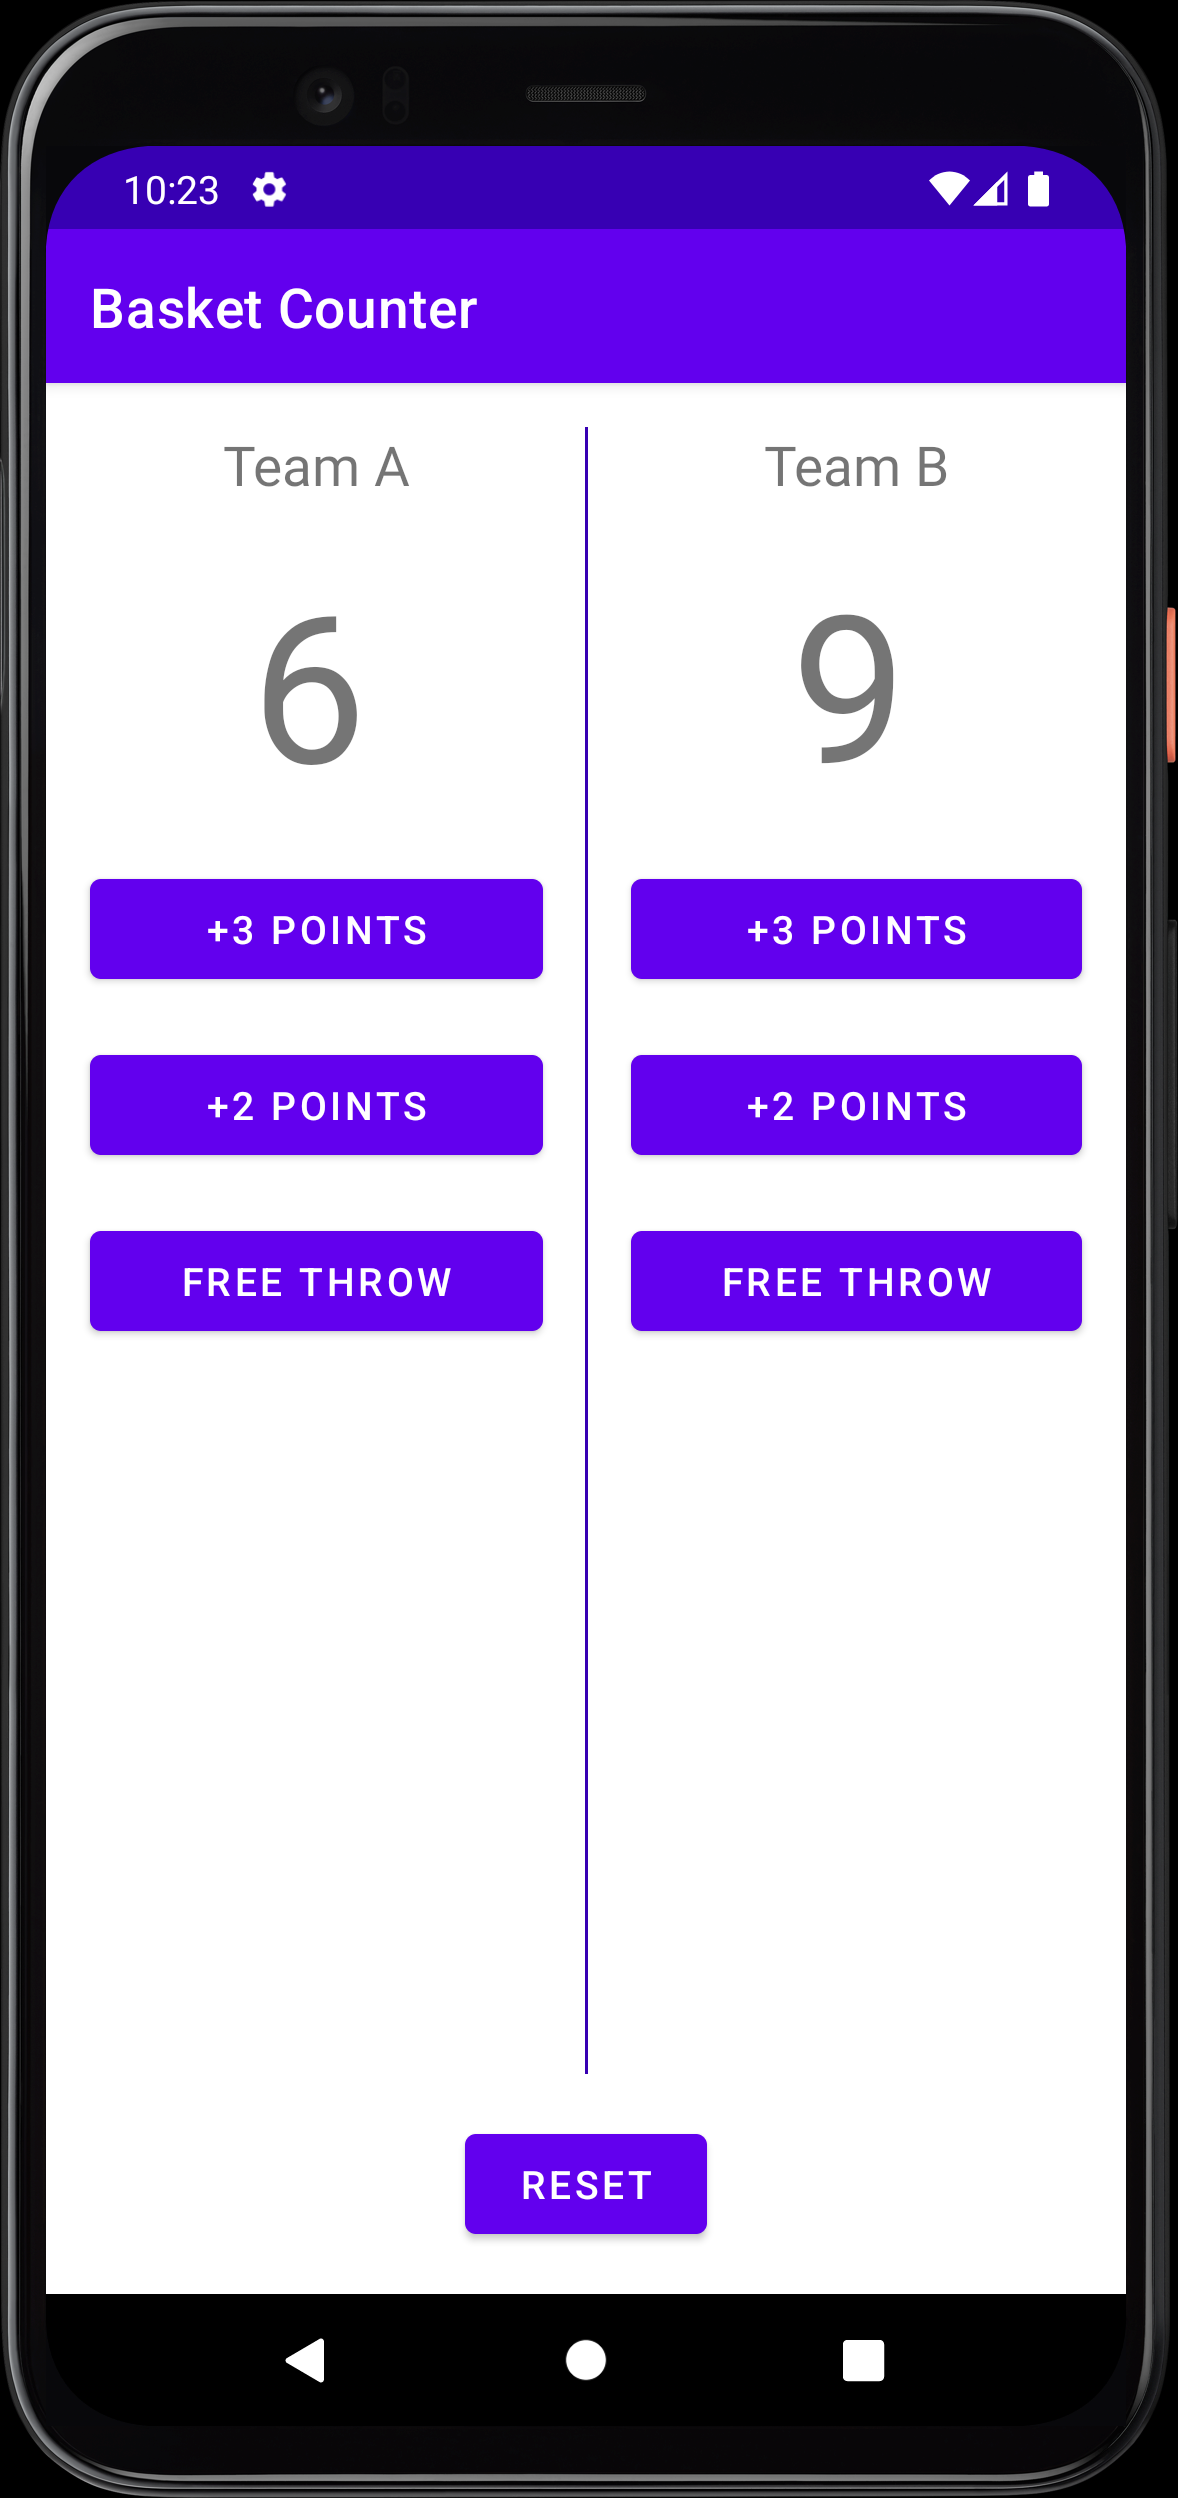 10:23
Basket Counter
Team A
Team B
6
9
+3 POINTS
+3 POINTS
+2 POINTS
+2 POINTS
FREE THROW
FREE THROW
RESET